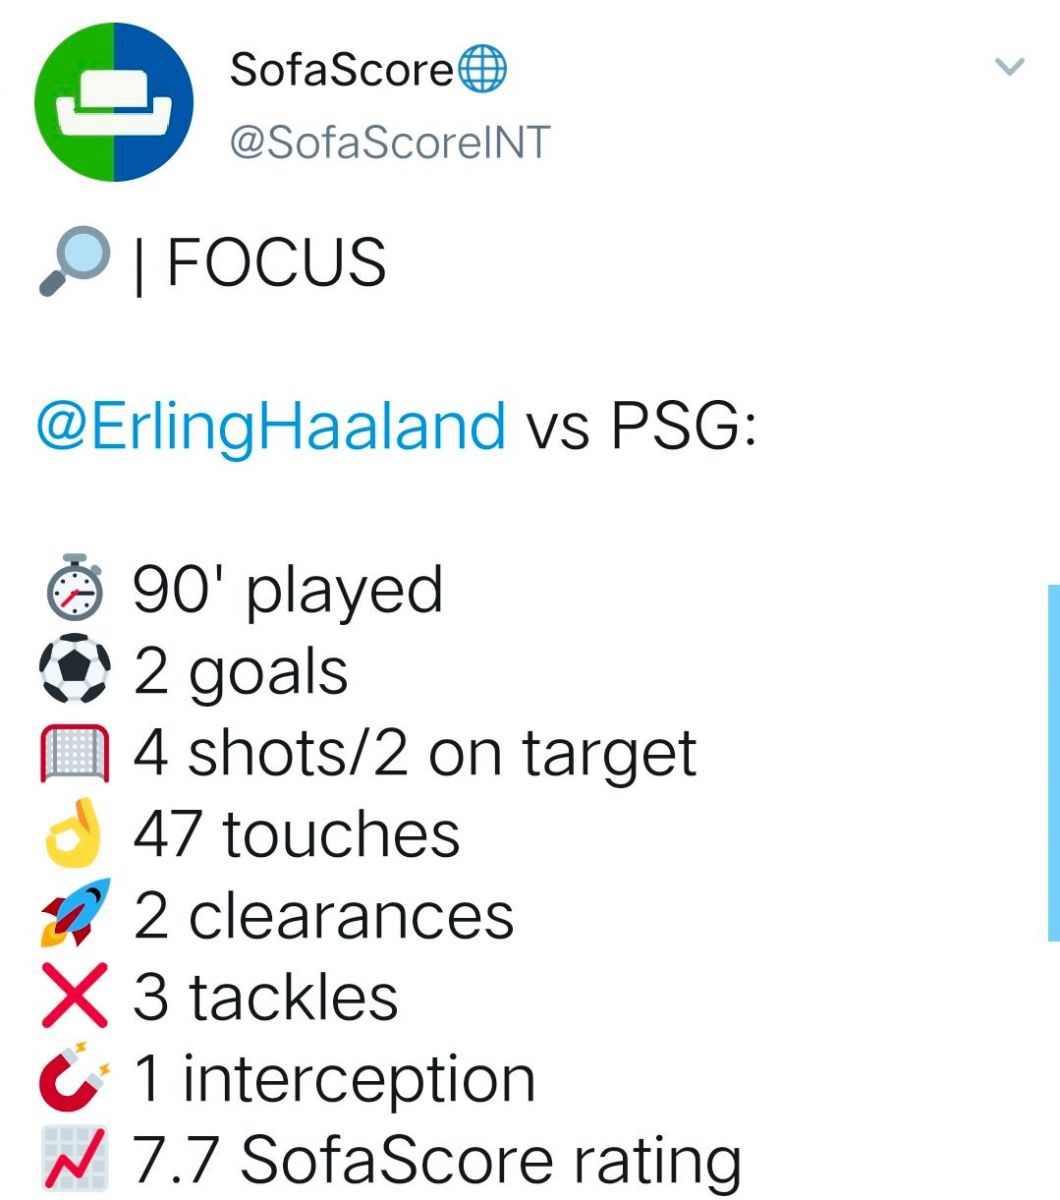 SofaScore🌐
@SofaScoreINT
🔎 | FOCUS
@ErlingHaaland vs PSG:
⏱ 90' played
⚽ 2 goals
🥅 4 shots/2 on target
👌 47 touches
🚀 2 clearances
❌ 3 tackles
🧲 1 interception
📈 7.7 SofaScore rating